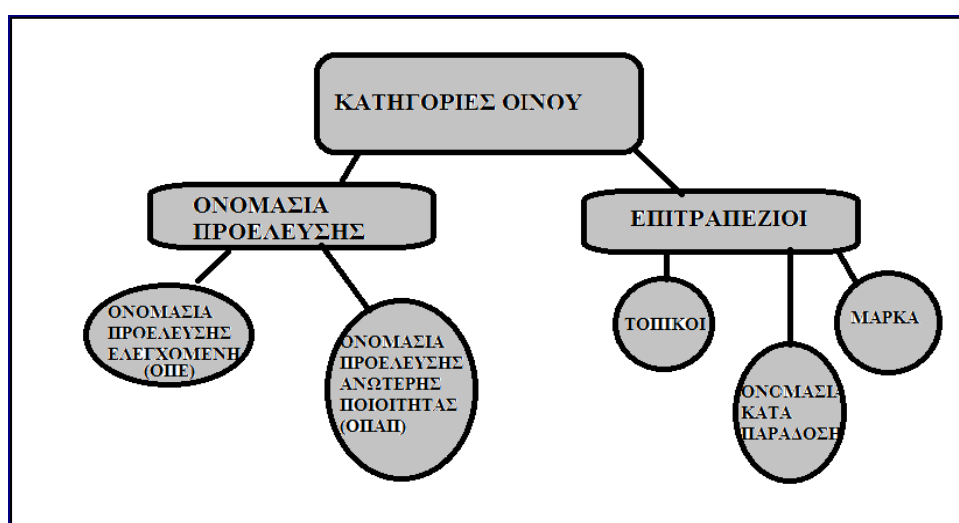 ΚΑΤΗΓΟΡΙΕΣ ΟΙΝΟΥ
ΟΝΟΜΑΣΙΑ
ΠΡΟΕΛΕΥΣΗΣ
ΕΠΙΤΡΑΠΕΖΙΟΙ
ΟΝΟΜΑΣΙΑ
ΠΡΟΕΛΕΥΣΗΣ
ΕΛΕΓΧΟΜΕΝΗ
(ΟΠΕ)
ΟΝΟΜΑΣΙΑ
ΠΡΟΕΛΕΥΣΗΣ
ΑΝΩΤΕΡΗΣ
ΠΟΙΟΙΤΗΤΑΣ
(ΟΠΑΠ)
ΤΟΠΙΚΟΙ
ΟΝΟΜΑΣΙΑ
ΚΑΤΑ
ΠΑΡΑΔΟΣΗ
ΜΑΡΚΑ